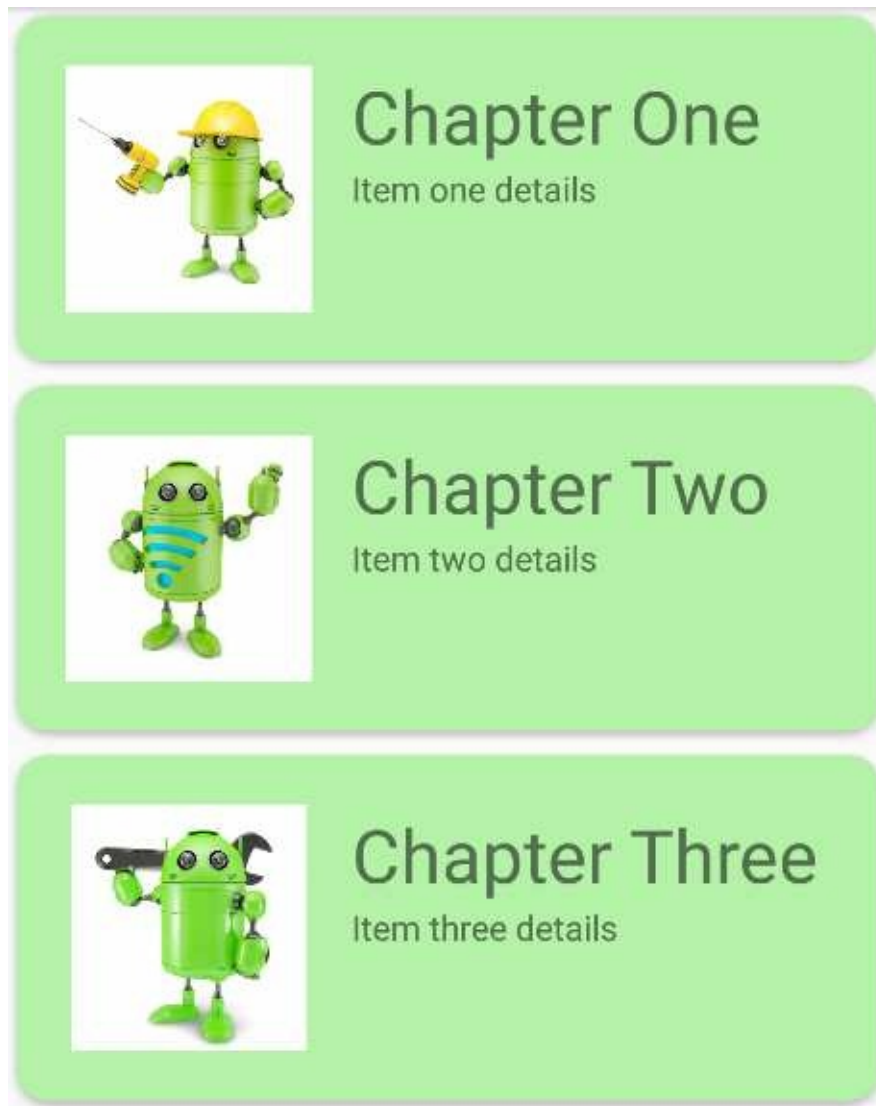 Chapter One
Item one details
Chapter Two
Item two details
Chapter Three
Item three details